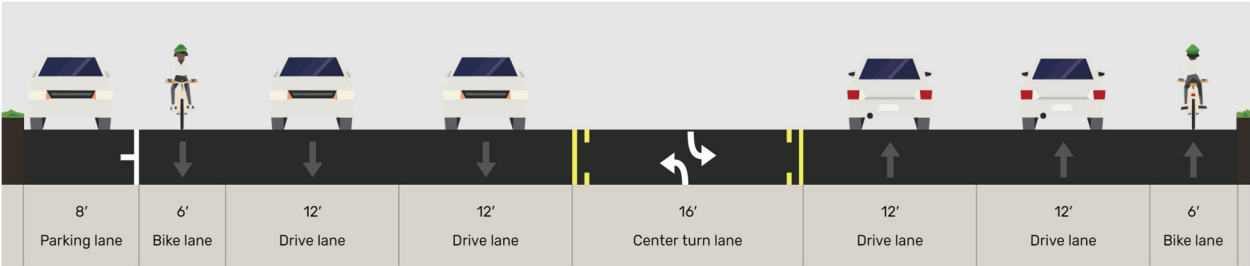 8’ 6’ 12’ 12’ 16’ 12’ 12’ 6’
Parking lane Bike lane Drive lane Drive lane Center turn lane Drive lane Drive lane Bike lane